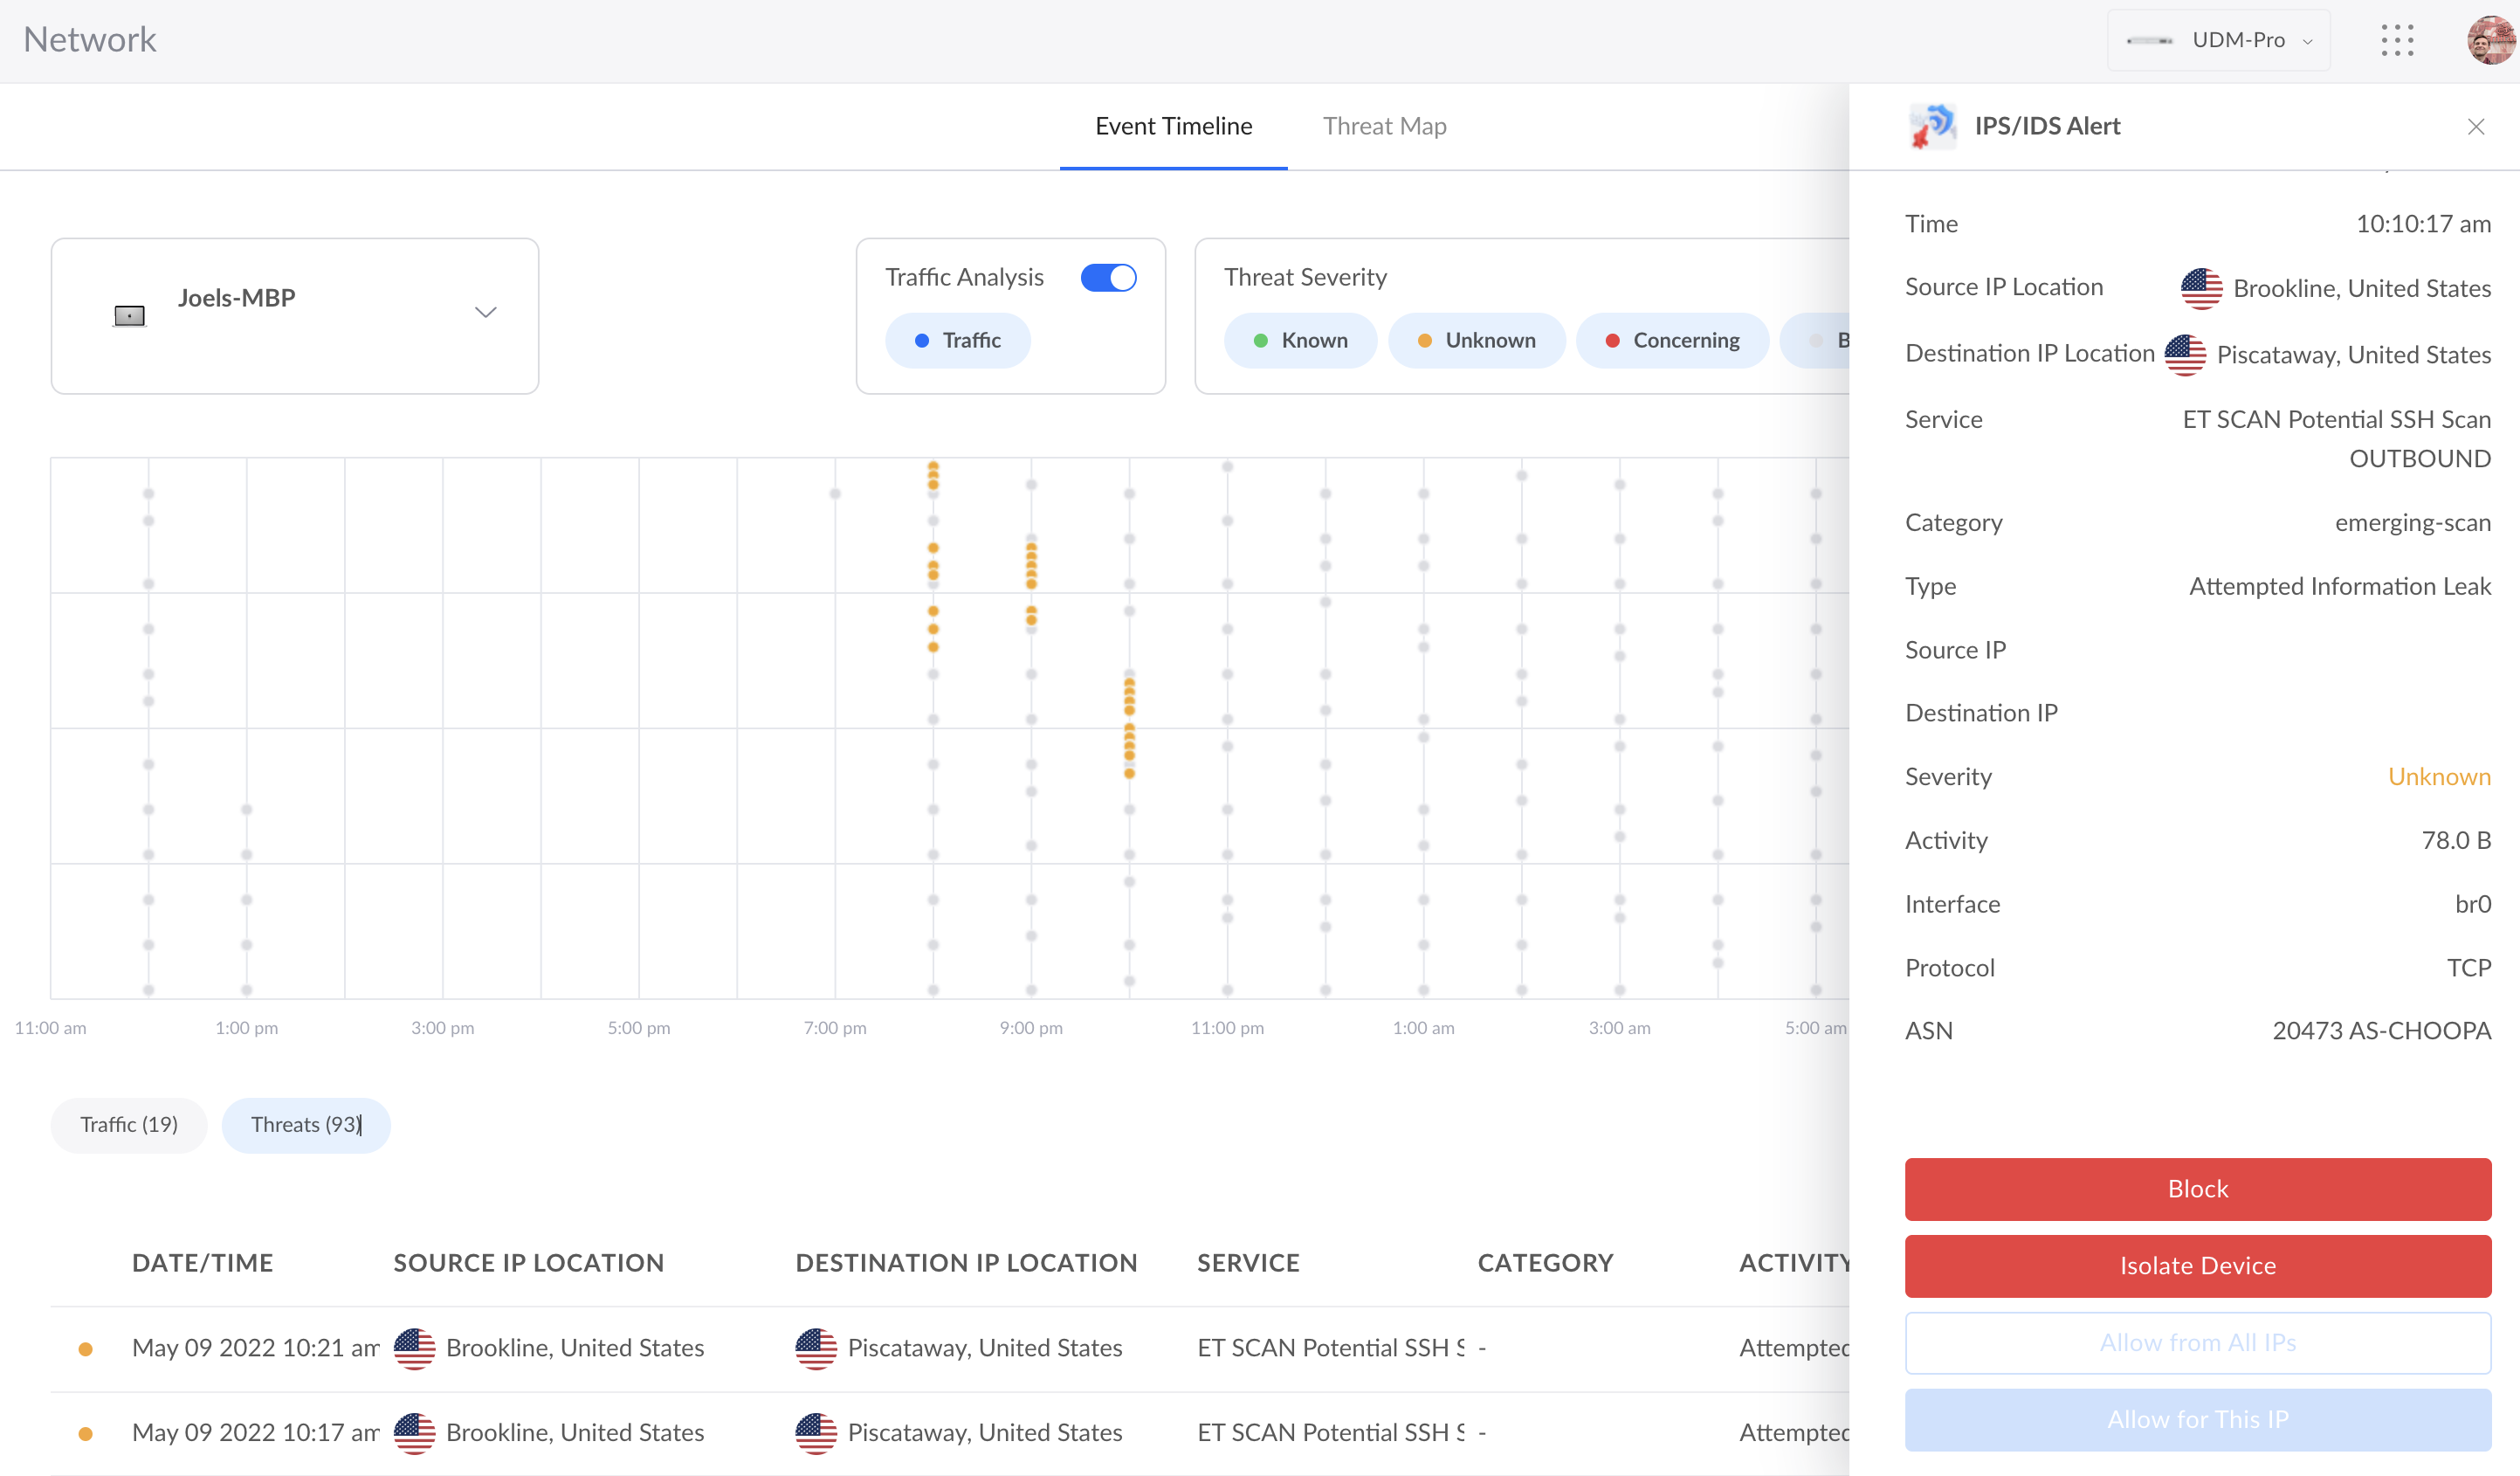 Network
UDM-Pro
Event Timeline
Threat Map
Joels-MBP
Traffic Analysis
Traffic
Threat Severity
Known
Unknown
Concerning
B
11:00 am
1:00 pm
3:00 pm
5:00 pm
7:00 pm
9:00 pm
11:00 pm
1:00 am
3:00 am
5:00 am
Traffic (19)
Threats (93)
DATE/TIME SOURCE IP LOCATION DESTINATION IP LOCATION SERVICE CATEGORY ACTIVITY
May 09 2022 10:21 am Brookline, United States Piscataway, United States ET SCAN Potential SSH S - Attempted
May 09 2022 10:17 am Brookline, United States Piscataway, United States ET SCAN Potential SSH S - Attempted
IPS/IDS Alert
Time 10:10:17 am
Source IP Location Brookline, United States
Destination IP Location Piscataway, United States
Service ET SCAN Potential SSH Scan
OUTBOUND
Category emerging-scan
Type Attempted Information Leak
Source IP
Destination IP
Severity Unknown
Activity 78.0 B
Interface br0
Protocol TCP
ASN 20473 AS-CHOOPA
Block
Isolate Device
Allow from All IPs
Allow for This IP